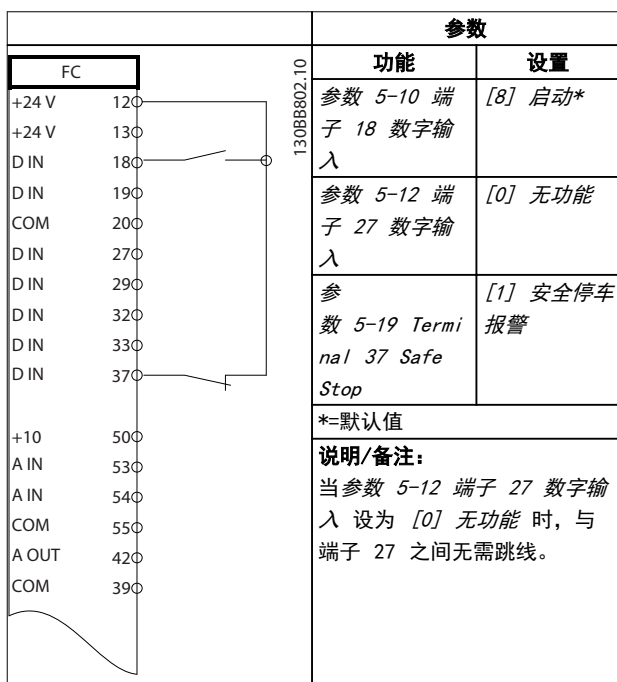 FC
+24 V 12
+24 V 13
D IN 18
D IN 19
COM 20
D IN 27
D IN 29
D IN 32
D IN 33
D IN 37
+10 50
A IN 53
A IN 54
COM 55
A OUT 42
COM 39
130BB802.10
参数
功能 设置
参数 5-10 端
子 18 数字输
入
[8] 启动*
参数 5-12 端
子 27 数字输
入
[0] 无功能
参
数 5-19 Termi
nal 37 Safe
Stop
[1] 安全停车
报警
*=默认值
说明/备注：
当参数 5-12 端子 27 数字输
入 设为 [0] 无功能 时，与
端子 27 之间无需跳线。